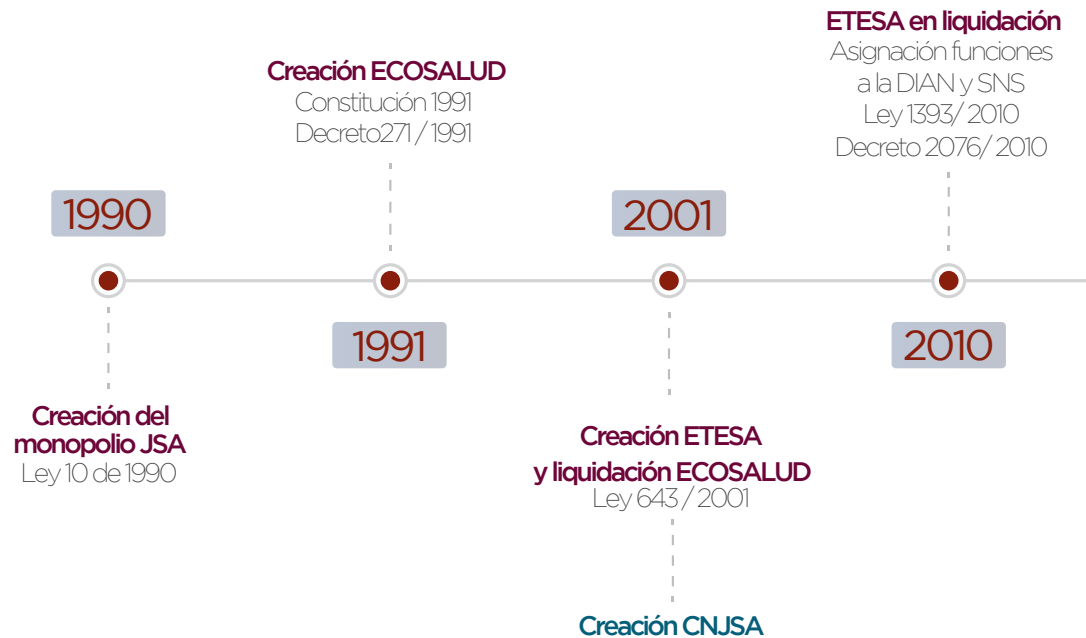 1990
Creación del
monopolio JSA
Ley 10 de 1990
Creación ECOSALUD
Constitución 1991
Decreto271 / 1991
1991
2001
Creación ETESA
y liquidación ECOSALUD
Ley 643 / 2001
Creación CNJSA
ETESA en liquidación
Asignación funciones
a la DIAN y SNS
Ley 1393/ 2010
Decreto 2076/ 2010
2010